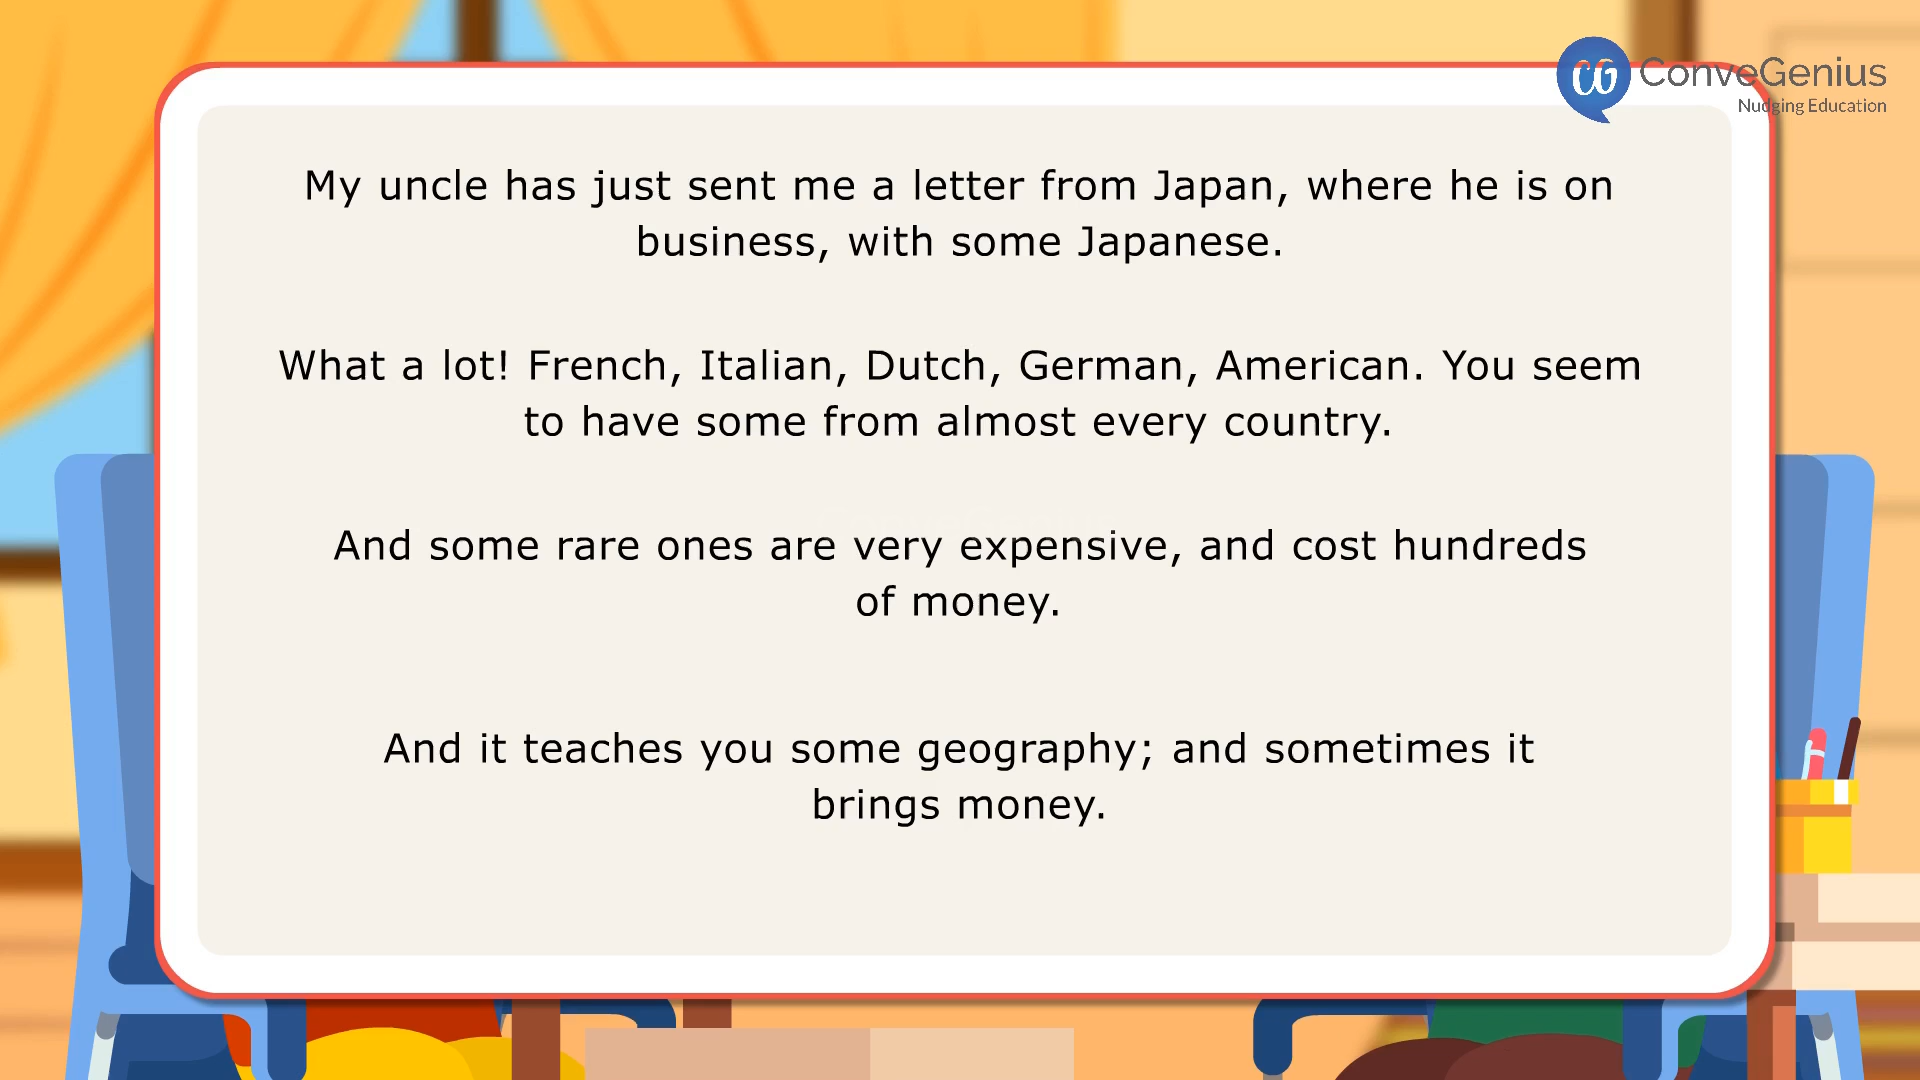 CG ConveGenius
Nudging Education
My uncle has just sent me a letter from Japan, where he is on
business, with some Japanese.
What a lot! French, Italian, Dutch, German, American. You seem
to have some from almost every country.
And some rare ones are very expensive, and cost hundreds
of money.
And it teaches you some geography; and sometimes it
brings money.